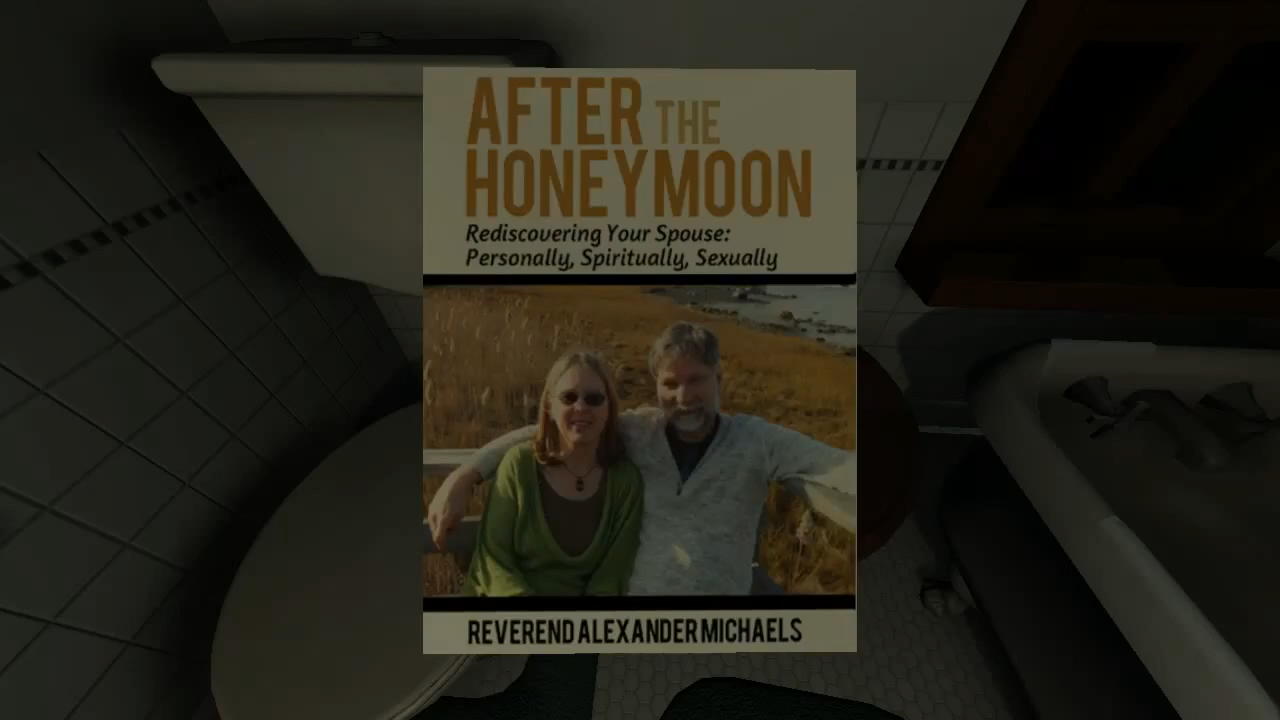 AFTER THE
HONEYMOON
Rediscovering Your Spouse:
Personally, Spiritually, Sexually
REVEREND ALEXANDER MICHAELS